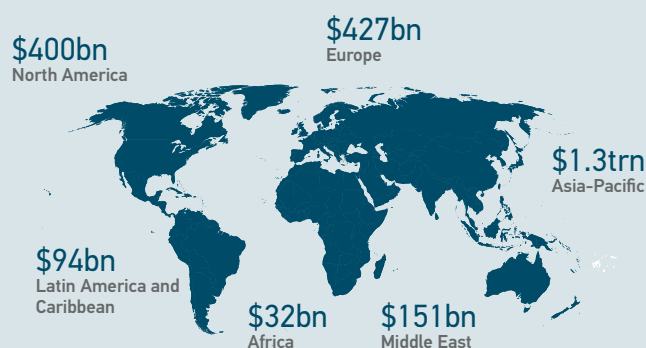 $427bn
Europe
$400bn
North America
$1.3trn
Asia-Pacific
$94bn
Latin America and
Caribbean
$32bn
Africa
$151bn
Middle East